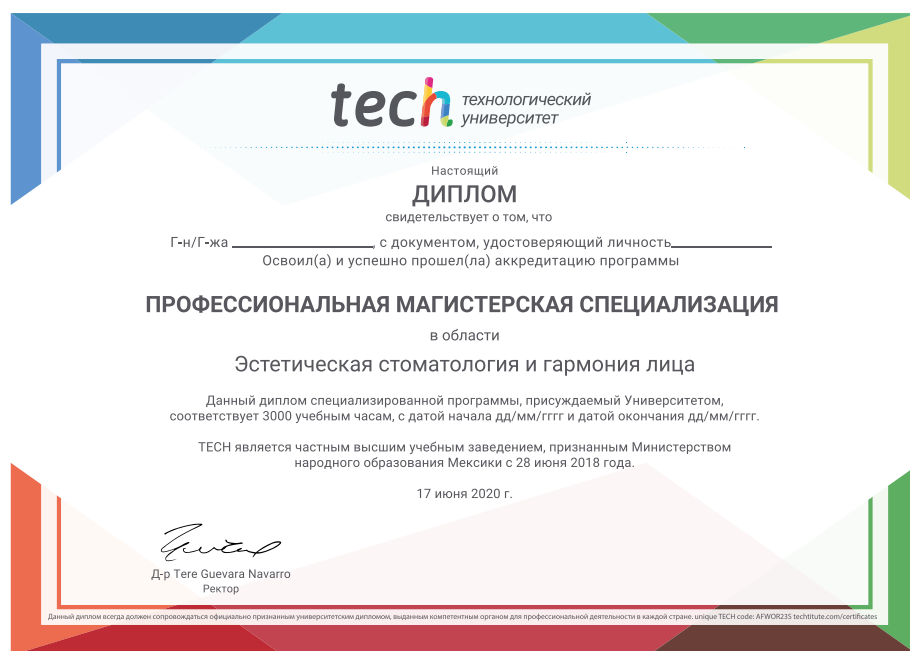 tech технологический
университет
Настоящий
ДИПЛОМ
свидетельствует о том, что
Г-н/Г-жа ____________________, с документом, удостоверяющий личность______________
Освоил(а) и успешно прошел(ла) аккредитацию программы
ПРОФЕССИОНАЛЬНАЯ МАГИСТЕРСКАЯ СПЕЦИАЛИЗАЦИЯ
в области
Эстетическая стоматология и гармония лица
Данный диплом специализированной программы, присуждаемый Университетом,
соответствует 3000 учебным часам, с датой начала дд/мм/гггг и датой окончания дд/мм/гггг.
TECH является частным высшим учебным заведением, признанным Министерством
народного образования Мексики с 28 июня 2018 года.
17 июня 2020 г.
Д-р Tere Guevara Navarro
Ректор
Данный диплом всегда должен сопровождаться официально признанным университетским дипломом, выданным компетентным органом для профессиональной деятельности в каждой стране. unique TECH code: AFWOR23S techtitute.com/certificates